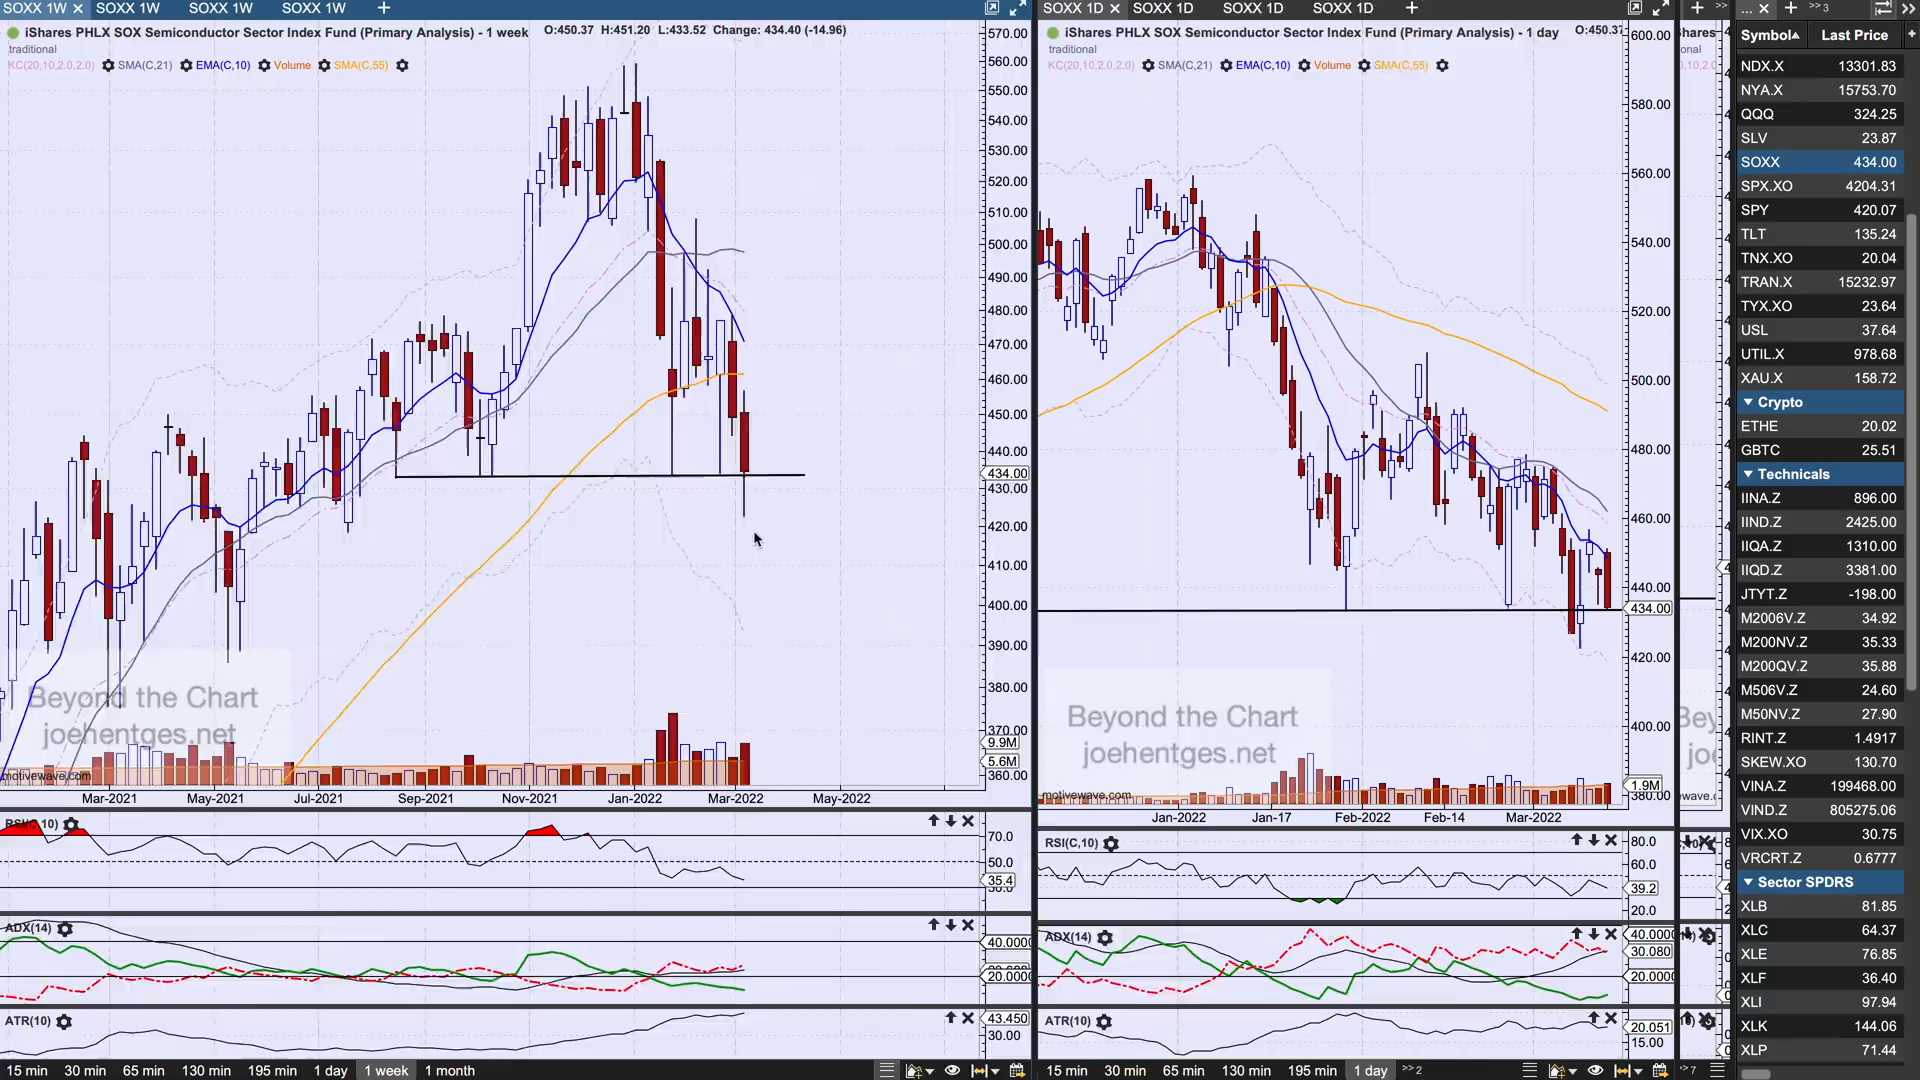 SOXX 1W
SOXX 1W
SOXX 1W
SOXX 1W
iShares PHLX SOX Semiconductor Sector Index Fund (Primary Analysis) - 1 week O:450.37 H:451.20 L:433.52 Change: 434.40 (-14.96)
traditional
KC(20,10,2.0,2.0) SMA(C,21) EMA(C,10) Volume SMA(C,55)
570.00
560.00
550.00
540.00
530.00
520.00
510.00
500.00
490.00
480.00
470.00
460.00
450.00
440.00
434.00
430.00
420.00
410.00
400.00
390.00
380.00
370.00
9.9M
5.6M
360.00
Beyond the Chart
joehentges.net
motivewave.com
Mar-2021 May-2021 Jul-2021 Sep-2021 Nov-2021 Jan-2022 Mar-2022 May-2022
RSI(C,10)
70.0
50.0
35.4
30.0
ADX(14)
40.0000
20.0000
ATR(10)
43.450
30.00
15 min 30 min 65 min 130 min 195 min 1 day 1 week 1 month
SOXX 1D
SOXX 1D
SOXX 1D
SOXX 1D
iShares PHLX SOX Semiconductor Sector Index Fund (Primary Analysis) - 1 day O:450.37
traditional
KC(20,10,2.0,2.0) SMA(C,21) EMA(C,10) Volume SMA(C,55)
600.00
580.00
560.00
540.00
520.00
500.00
480.00
460.00
440.00
434.00
420.00
400.00
1.9M
380.00
Beyond the Chart
joehentges.net
motivewave.com
Jan-2022 Jan-17 Feb-2022 Feb-14 Mar-2022
RSI(C,10)
80.0
60.0
39.2
20.0
ADX(14)
40.0000
30.080
20.0000
ATR(10)
20.051
15.00
15 min 30 min 65 min 130 min 195 min 1 day >> 2
Symbol Last Price
NDX.X 13301.83
NYA.X 15753.70
QQQ 324.25
SLV 23.87
SOXX 434.00
SPX.XO 4204.31
SPY 420.07
TLT 135.24
TNX.XO 20.04
TRAN.X 15232.97
TYX.XO 23.64
USL 37.64
UTIL.X 978.68
XAU.X 158.72
Crypto
ETHE 20.02
GBTC 25.51
Technicals
IINA.Z 896.00
IIND.Z 2425.00
IIQA.Z 1310.00
IIQD.Z 3381.00
JTYT.Z -198.00
M2006V.Z 34.92
M200NV.Z 35.33
M200QV.Z 35.88
M506V.Z 24.60
M50NV.Z 27.90
RINT.Z 1.4917
SKEW.XO 130.70
VINA.Z 199468.00
VIND.Z 805275.06
VIX.XO 30.75
VRCRT.Z 0.6777
Sector SPDRS
XLB 81.85
XLC 64.37
XLE 76.85
XLF 36.40
XLI 97.94
XLK 144.06
XLP 71.44